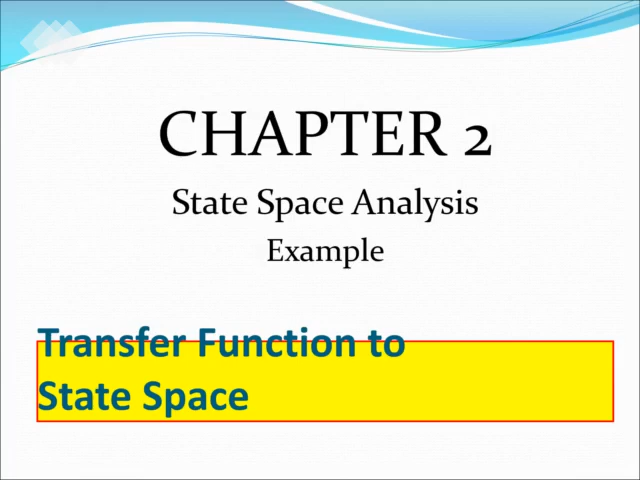 CHAPTER 2
State Space Analysis
Example
Transfer Function to
State Space